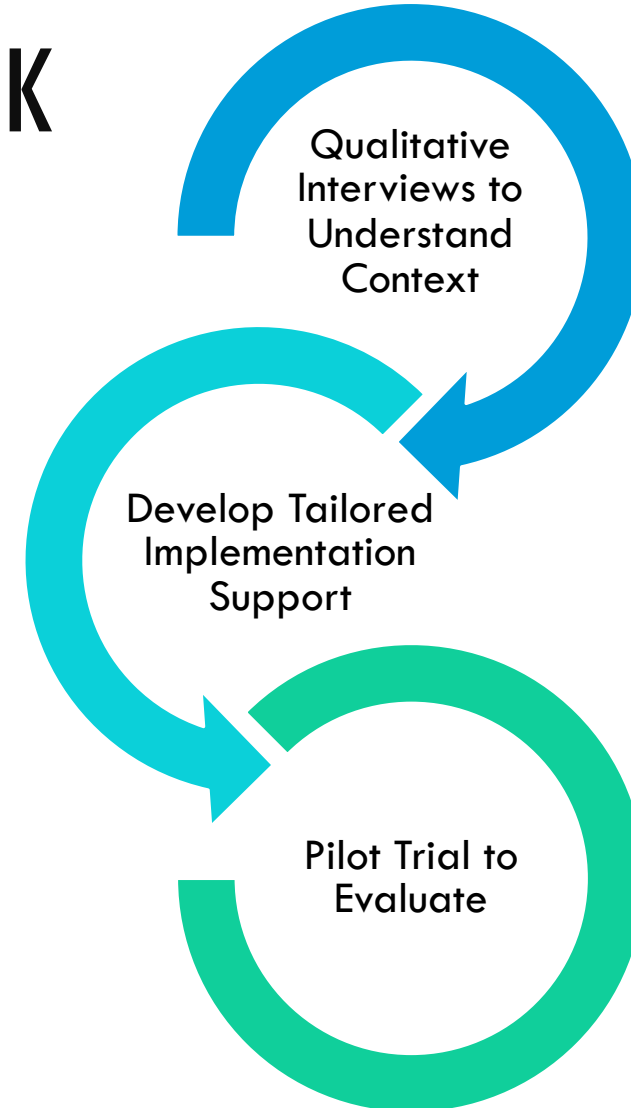 K
Qualitative
Interviews to
Understand
Context
Develop Tailored
Implementation
Support
Pilot Trial to
Evaluate